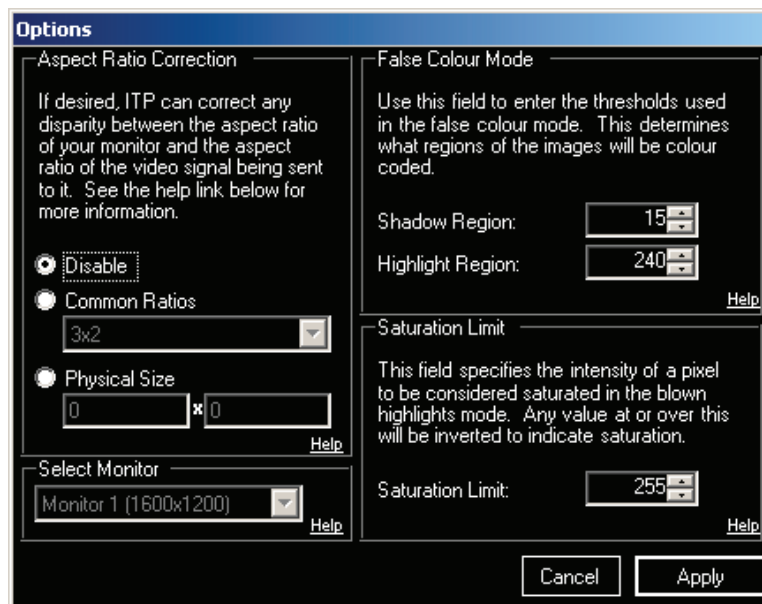 Options
Aspect Ratio Correction
If desired, ITP can correct any
disparity between the aspect ratio
of your monitor and the aspect
ratio of the video signal being sent
to it. See the help link below for
more information.
Disable
Common Ratios
3x2
Physical Size
0 x 0
Help
Select Monitor
Monitor 1 (1600x1200)
Help
False Colour Mode
Use this field to enter the thresholds used
in the false colour mode. This determines
what regions of the images will be colour
coded.
Shadow Region: 15
Highlight Region: 240
Help
Saturation Limit
This field specifies the intensity of a pixel
to be considered saturated in the blown
highlights mode. Any value at or over this
will be inverted to indicate saturation.
Saturation Limit: 255
Help
Cancel Apply